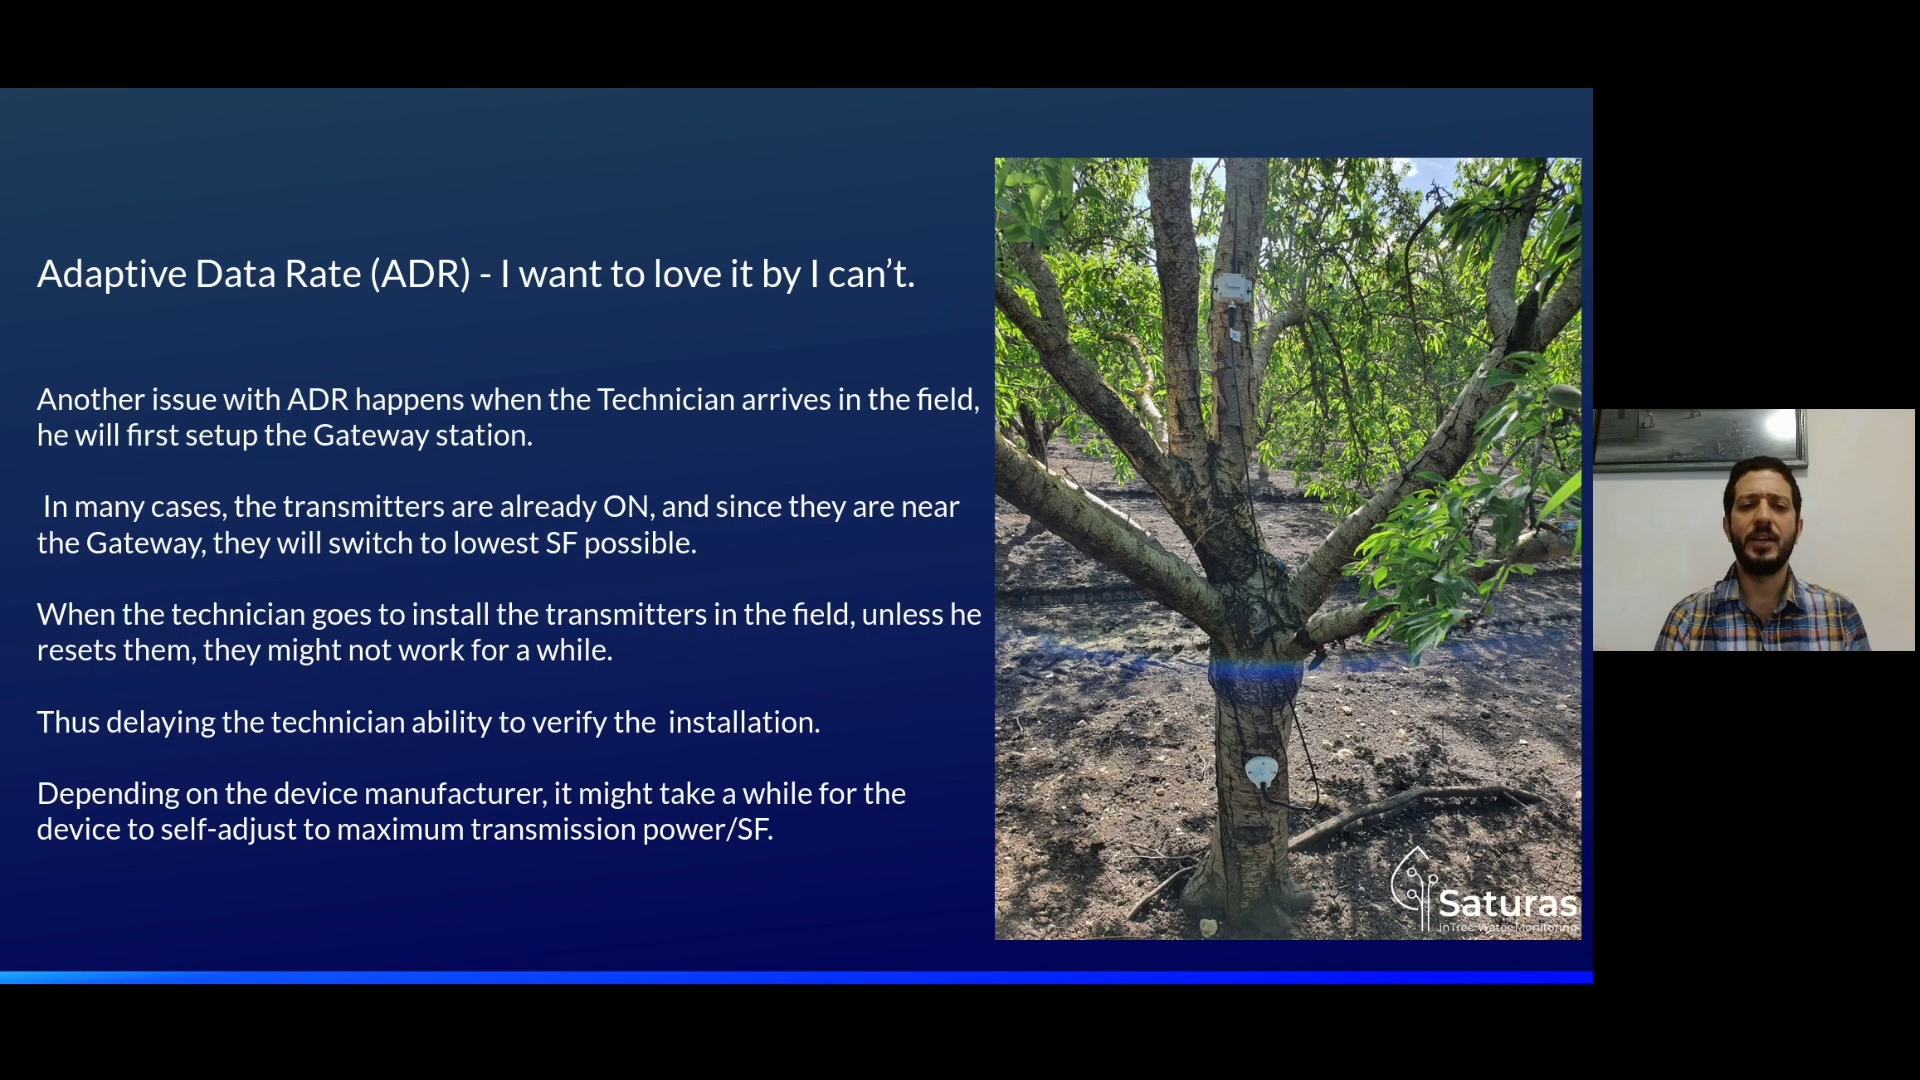 Adaptive Data Rate (ADR) - I want to love it by I can't.
Another issue with ADR happens when the Technician arrives in the field,
he will first setup the Gateway station.
In many cases, the transmitters are already ON, and since they are near
the Gateway, they will switch to lowest SF possible.
When the technician goes to install the transmitters in the field, unless he
resets them, they might not work for a while.
Thus delaying the technician ability to verify the  installation.
Depending on the device manufacturer, it might take a while for the
device to self-adjust to maximum transmission power/SF.
Saturas
InTree Water Monitoring